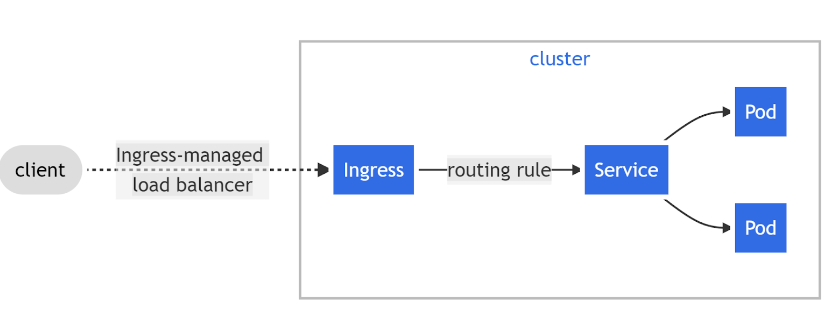 cluster
client
Ingress-managed
load balancer
Ingress
routing rule
Service
Pod
Pod